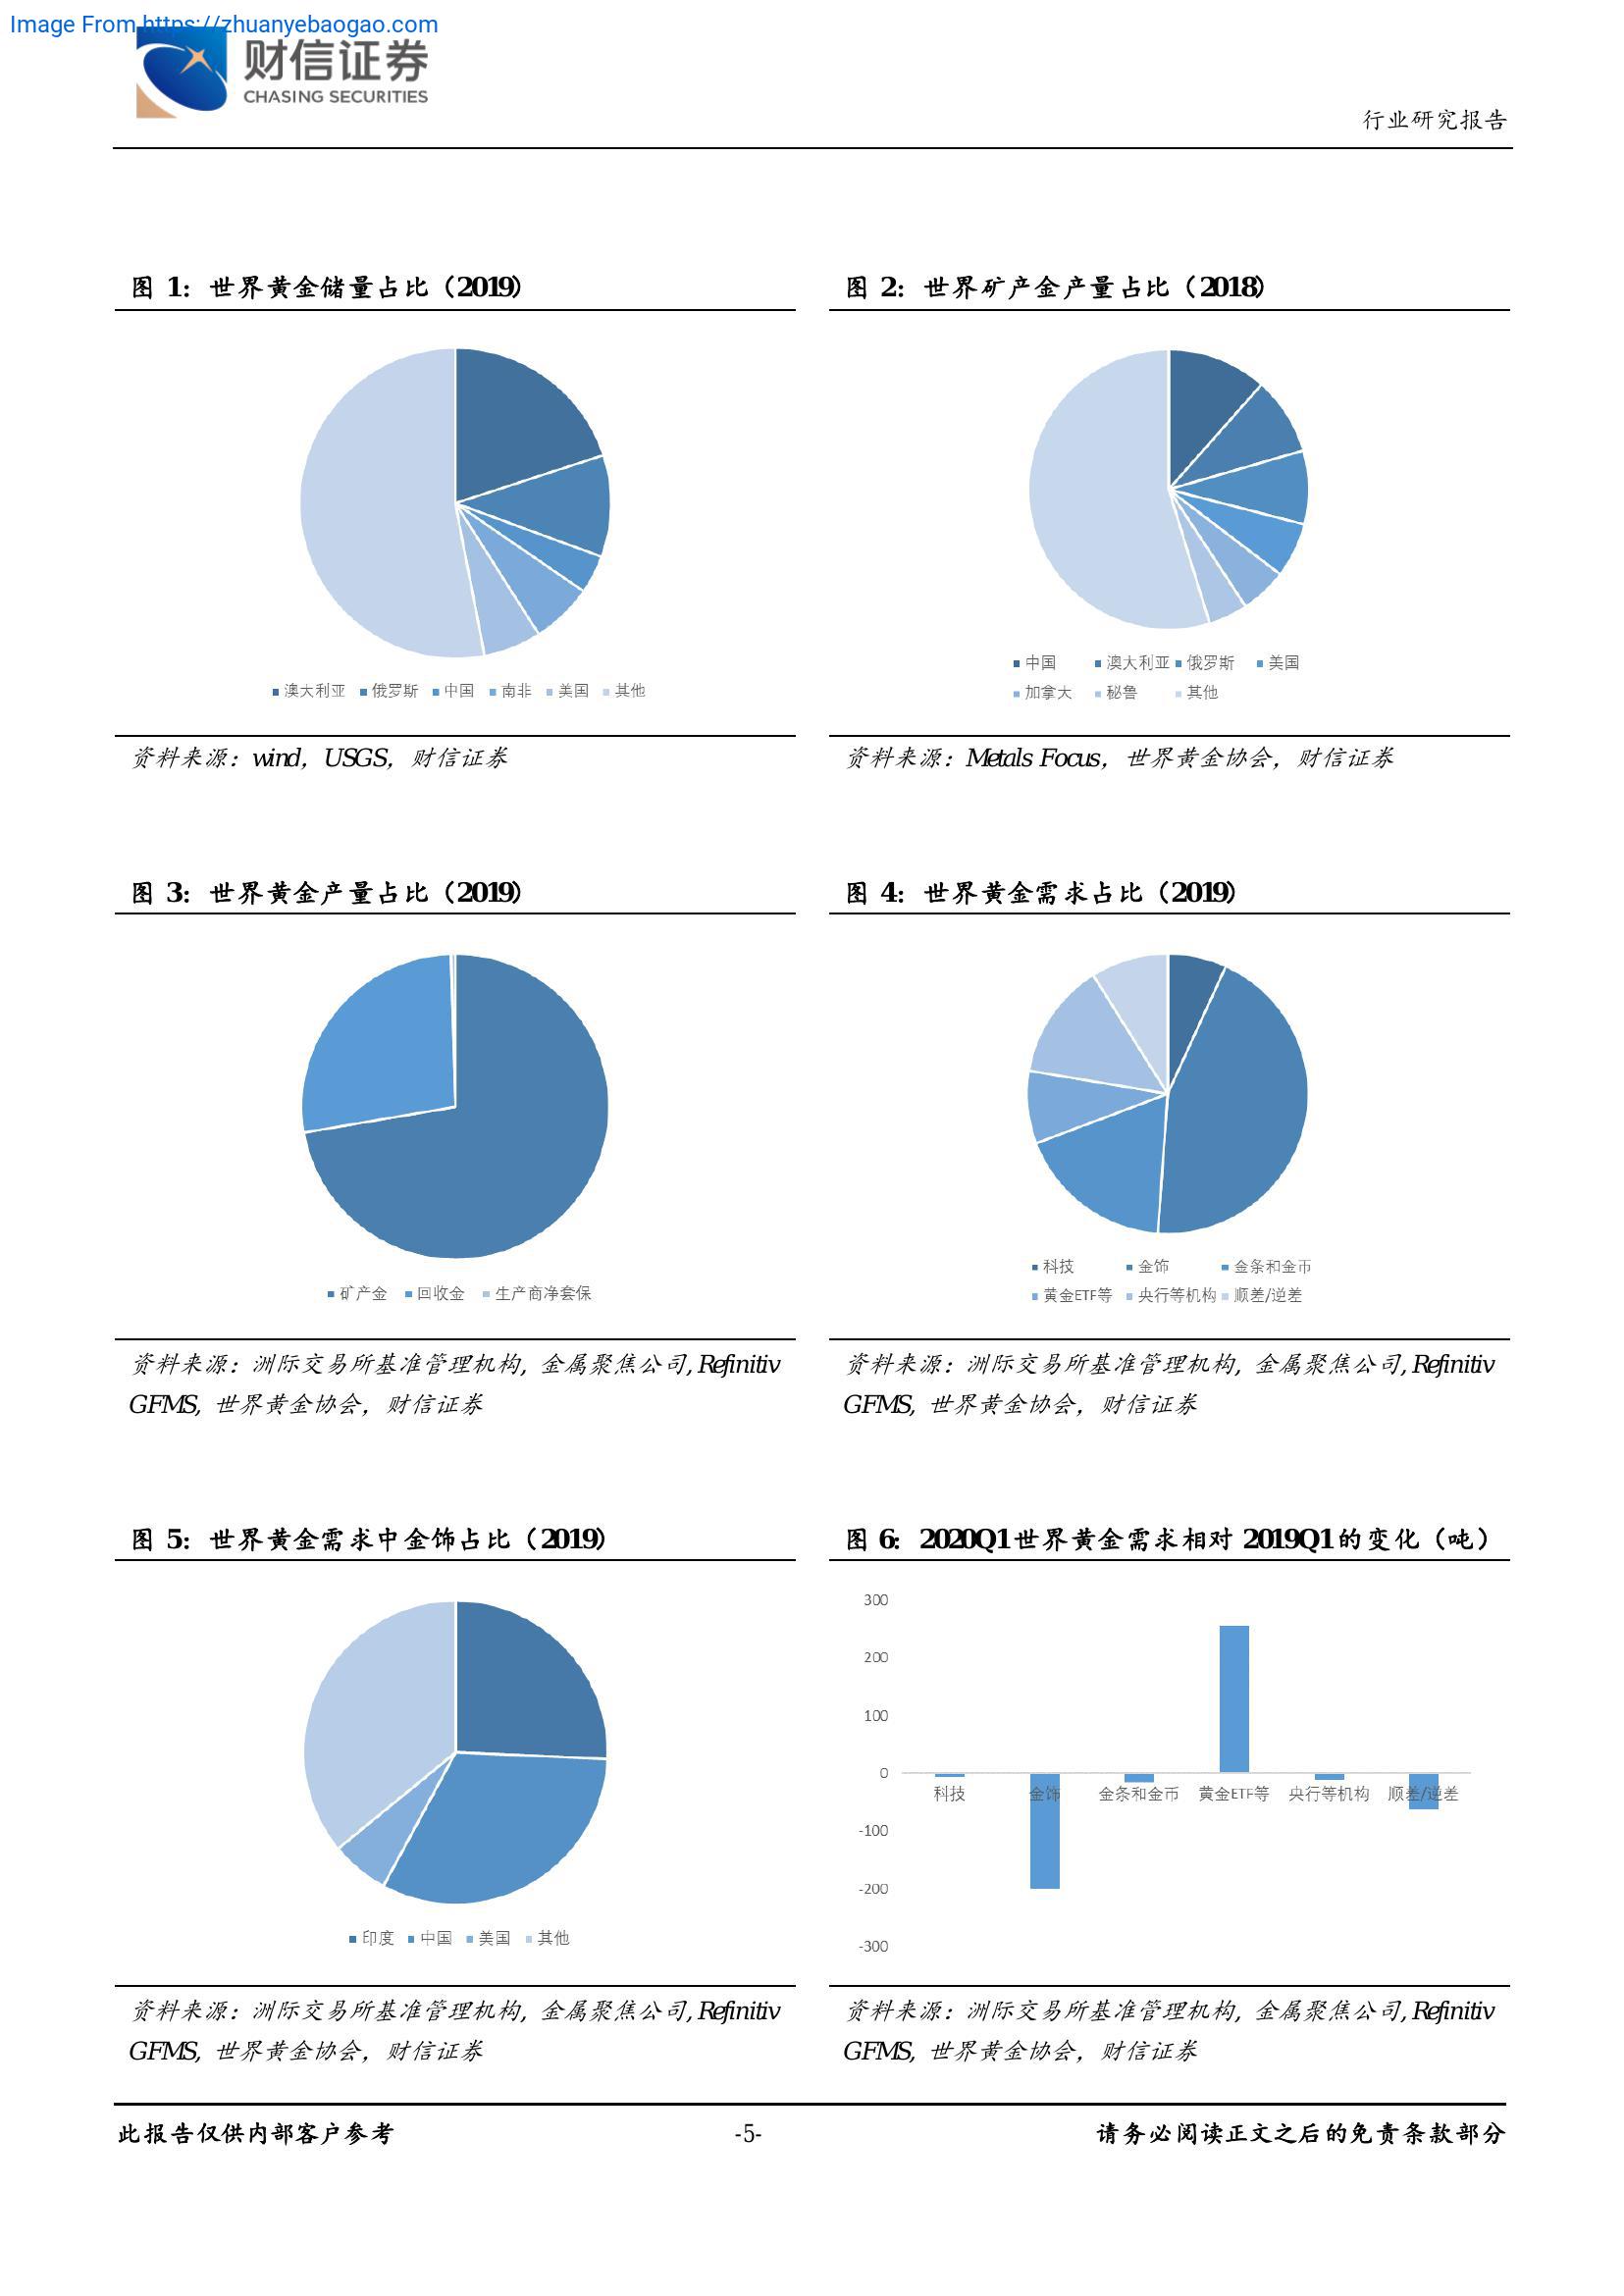 Image From https://zhuanyebaogao.com
财信证券
CHASING SECURITIES
行业研究报告
图 1：世界黄金储量占比（2019）
澳大利亚 俄罗斯 中国 南非 美国 其他
资料来源：wind，USGS，财信证券
图 2：世界矿产金产量占比（2018）
中国 澳大利亚 俄罗斯 美国
加拿大 秘鲁 其他
资料来源：Metals Focus，世界黄金协会，财信证券
图 3：世界黄金产量占比（2019）
矿产金 回收金 生产商净套保
资料来源：洲际交易所基准管理机构, 金属聚焦公司, Refinitiv
GFMS, 世界黄金协会，财信证券
图 4：世界黄金需求占比（2019）
科技 金饰 金条和金币
黄金ETF等 央行等机构 顺差/逆差
资料来源：洲际交易所基准管理机构, 金属聚焦公司, Refinitiv
GFMS, 世界黄金协会，财信证券
图 5：世界黄金需求中金饰占比（2019）
印度 中国 美国 其他
资料来源：洲际交易所基准管理机构, 金属聚焦公司, Refinitiv
GFMS, 世界黄金协会，财信证券
图 6：2020Q1世界黄金需求相对 2019Q1的变化（吨）
300
200
100
0
科技 金饰 金条和金币 黄金ETF等 央行等机构 顺差/逆差
-100
-200
-300
资料来源：洲际交易所基准管理机构, 金属聚焦公司, Refinitiv
GFMS, 世界黄金协会，财信证券
此报告仅供内部客户参考 -5- 请务必阅读正文之后的免责条款部分